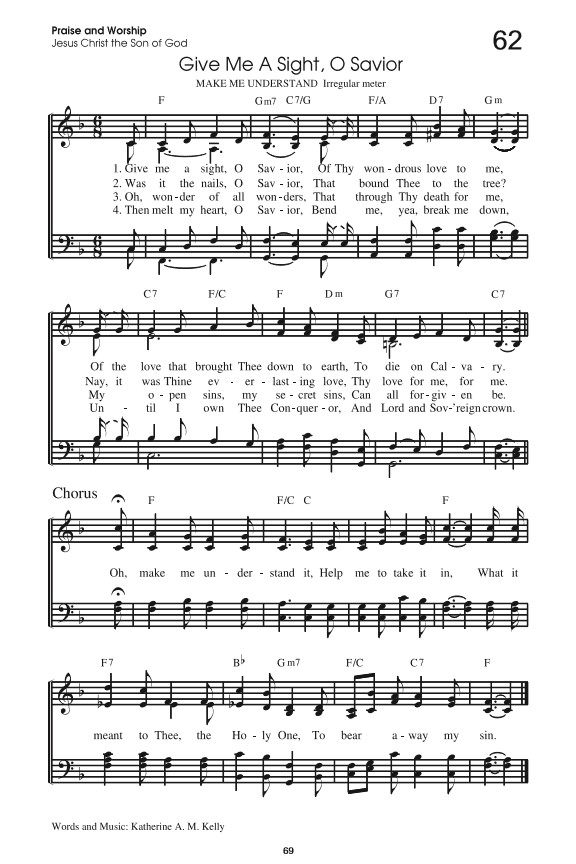 Praise and Worship
Jesus Christ the Son of God
62
Give Me A Sight, O Savior
MAKE ME UNDERSTAND Irregular meter
F Gm7 C7/G F/A D7 Gm
1. Give me a sight, O Sav - ior, Of Thy won - drous love to me,
2. Was it the nails, O Sav - ior, That bound Thee to the tree?
3. Oh, won - der of all won - ders, That through Thy death for me,
4. Then melt my heart, O Sav - ior, Bend me, yea, break me down,
C7 F/C F Dm G7 C7
Of the love that brought Thee down to earth, To die on Cal - va - ry.
Nay, it was Thine ev - er - last - ing love, Thy love for me, for me.
My o - pen sins, my se - cret sins, Can all for - giv - en be.
Un - til I own Thee Con - quer - or, And Lord and Sov - 'reign crown.
Chorus
F F/C C F
Oh, make me un - der - stand it, Help me to take it in, What it
F7 B♭ Gm7 F/C C7 F
meant to Thee, the Ho - ly One, To bear a - way my sin.
Words and Music: Katherine A. M. Kelly
69